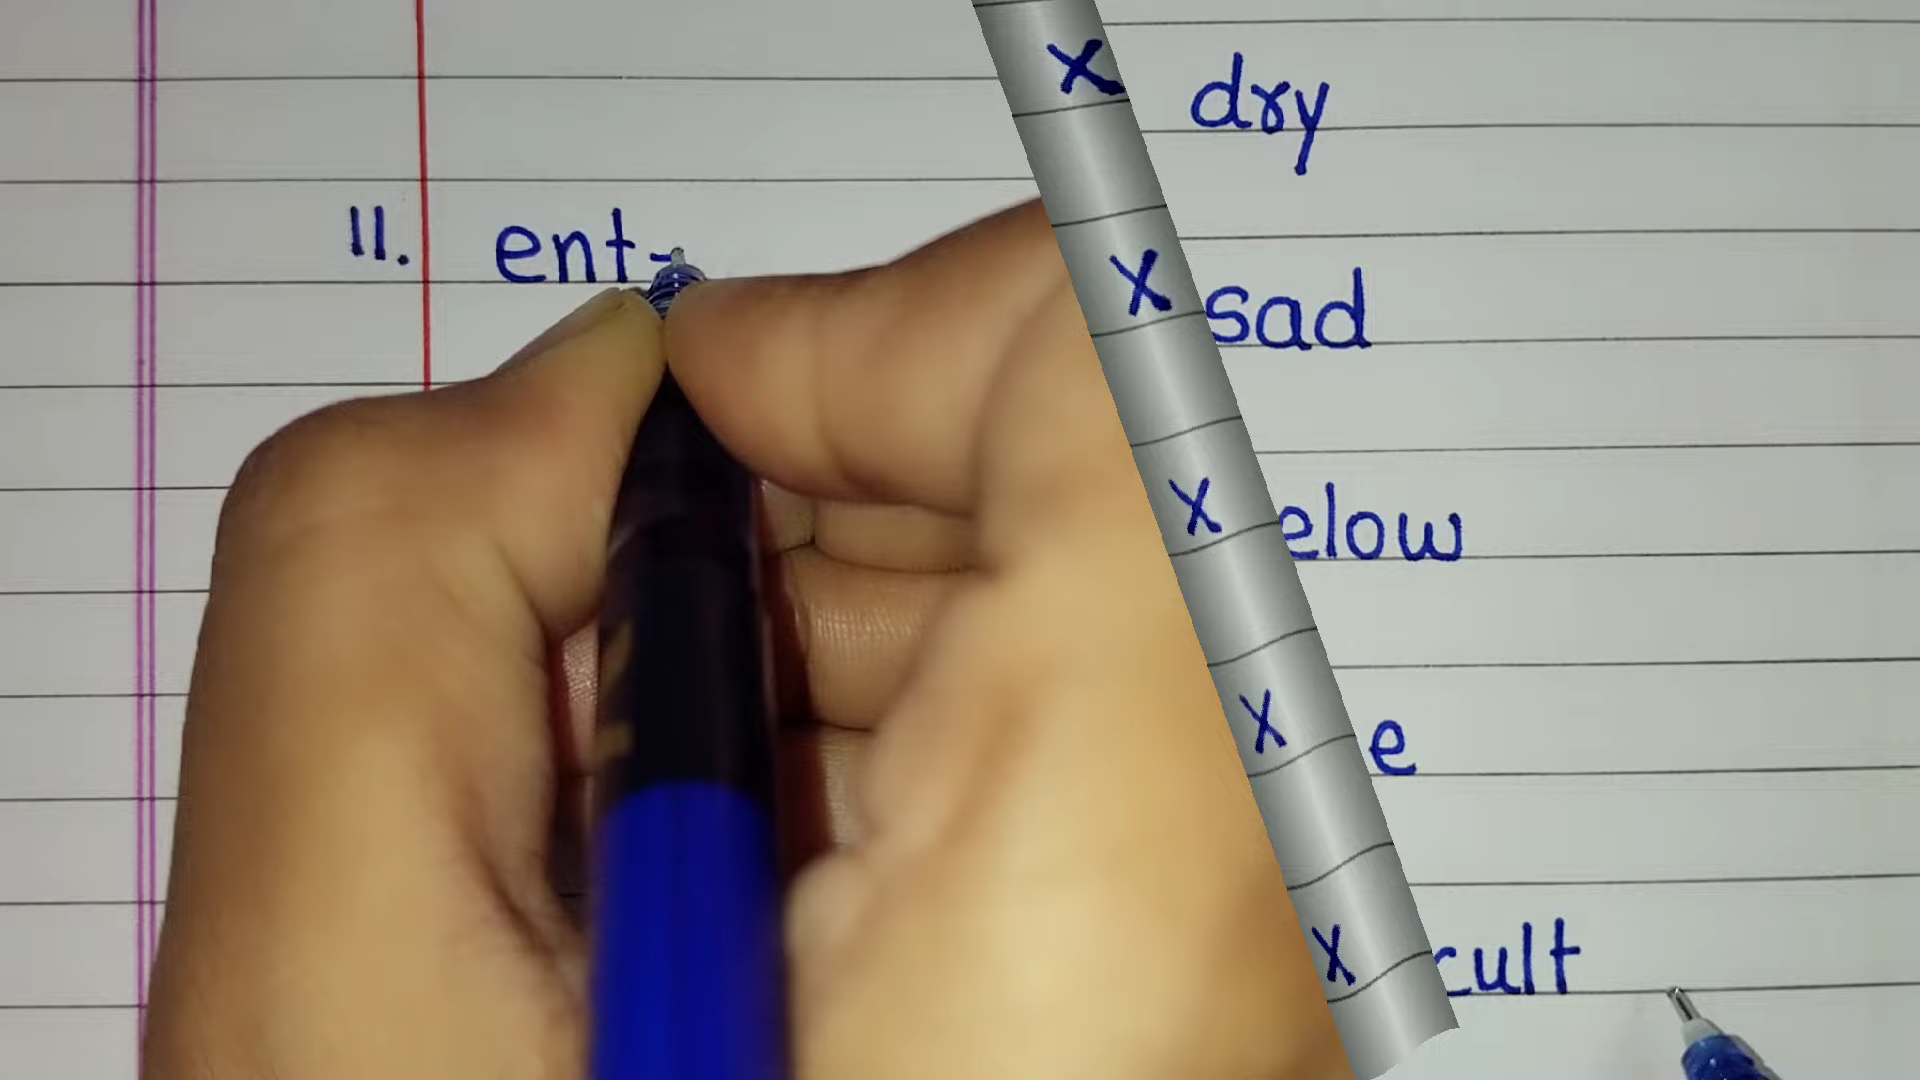 X dry
11. ent-
X sad
X elow
X e
X cult